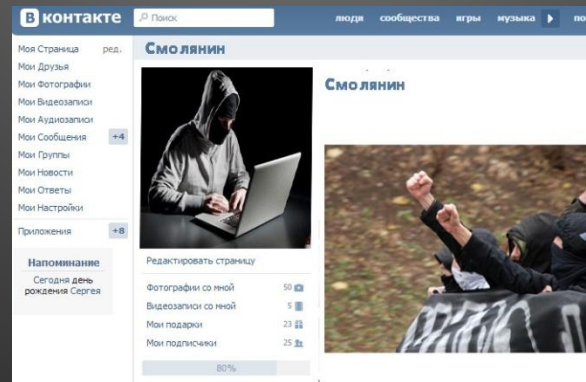 В контакте
Поиск
люди сообщества игры музыка
Смолянин
Моя Страница ред.
Мои Друзья
Мои Фотографии
Мои Видеозаписи
Мои Аудиозаписи
Мои Сообщения +4
Мои Группы
Мои Новости
Мои Ответы
Мои Настройки
Приложения +8
Напоминание
Сегодня день
рождения Сергея
Редактировать страницу
Фотографии со мной 50
Видеозаписи со мной 5
Мои подарки 23
Мои подписчики 25
80%
Смолянин